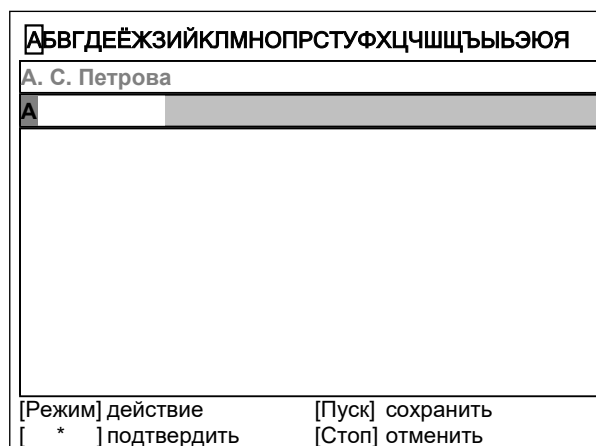 АБВГДЕЁЖЗИЙКЛМНОПРСТУФХЦЧШЩЪЫЬЭЮЯ
А. С. Петрова
А
[Режим] действие [Пуск] сохранить
[ * ] подтвердить [Стоп] отменить